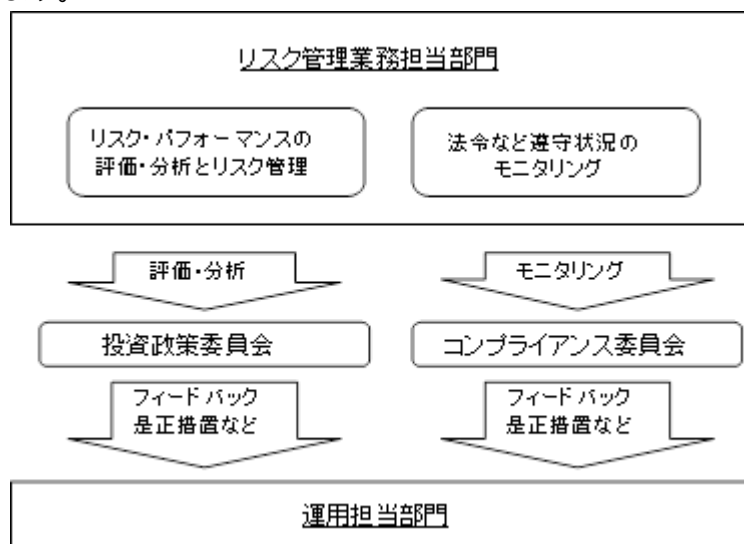 リスク管理業務担当部門
リスク・パフォーマンスの
評価・分析とリスク管理
法令など遵守状況の
モニタリング
評価・分析
モニタリング
投資政策委員会
コンプライアンス委員会
フィードバック
是正措置など
フィードバック
是正措置など
運用担当部門